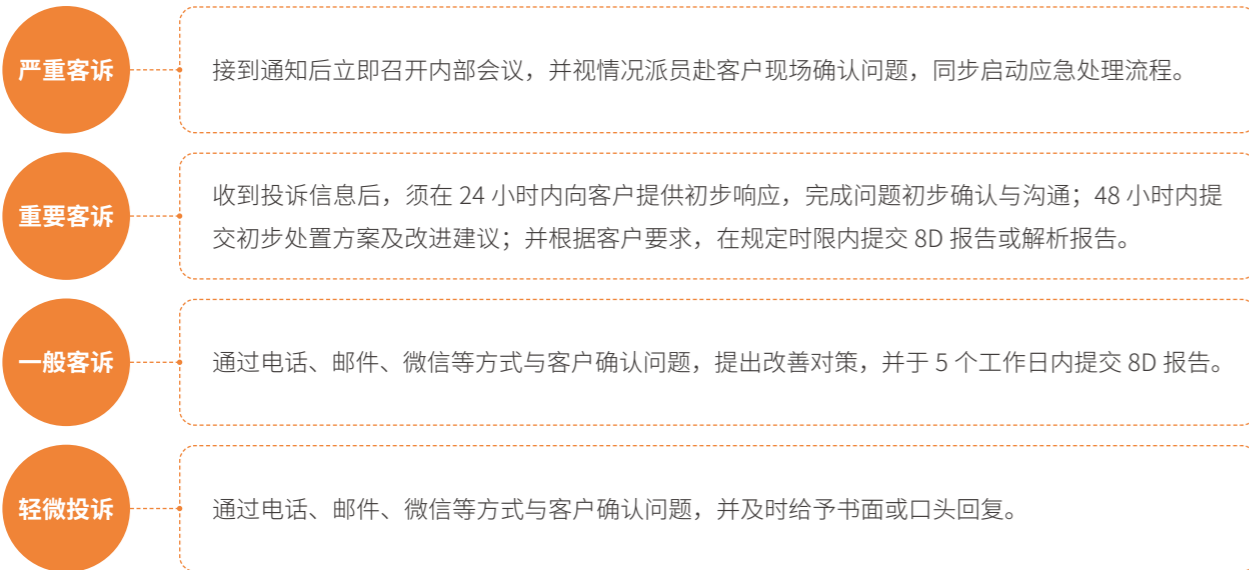 严重客诉
接到通知后立即召开内部会议，并视情况派员赴客户现场确认问题，同步启动应急处理流程。
重要客诉
收到投诉信息后，须在 24 小时内向客户提供初步响应，完成问题初步确认与沟通；48 小时内提
交初步处置方案及改进建议；并根据客户要求，在规定时限内提交 8D 报告或解析报告。
一般客诉
通过电话、邮件、微信等方式与客户确认问题，提出改善对策，并于 5 个工作日内提交 8D 报告。
轻微投诉
通过电话、邮件、微信等方式与客户确认问题，并及时给予书面或口头回复。